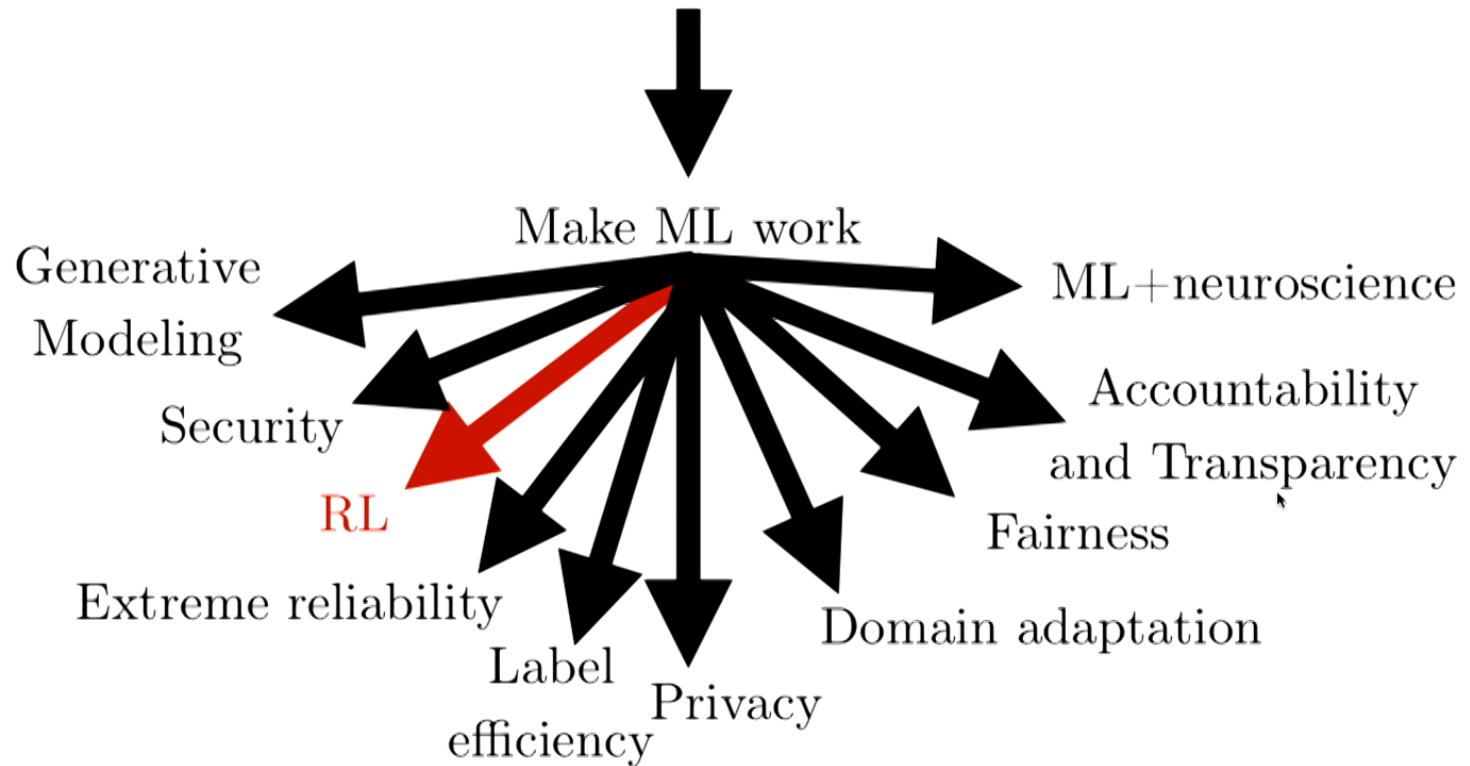 Make ML work
Generative
Modeling
ML+neuroscience
Accountability
and Transparency
Security
RL
Fairness
Extreme reliability
Domain adaptation
Label
efficiency
Privacy